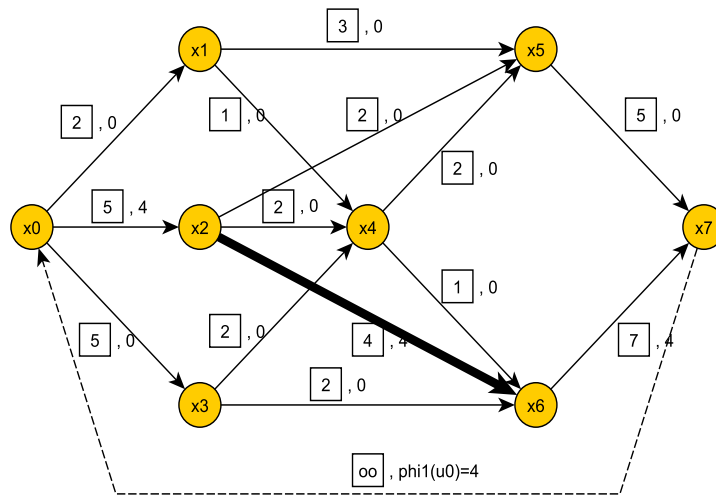 x1
3 , 0
x5
2 , 0
1 , 0
2 , 0
5 , 0
2 , 0
x0
5 , 4
x2
2 , 0
x4
x7
1 , 0
5 , 0
2 , 0
4 , 4
7 , 4
x3
2 , 0
x6
oo , phi1(u0)=4